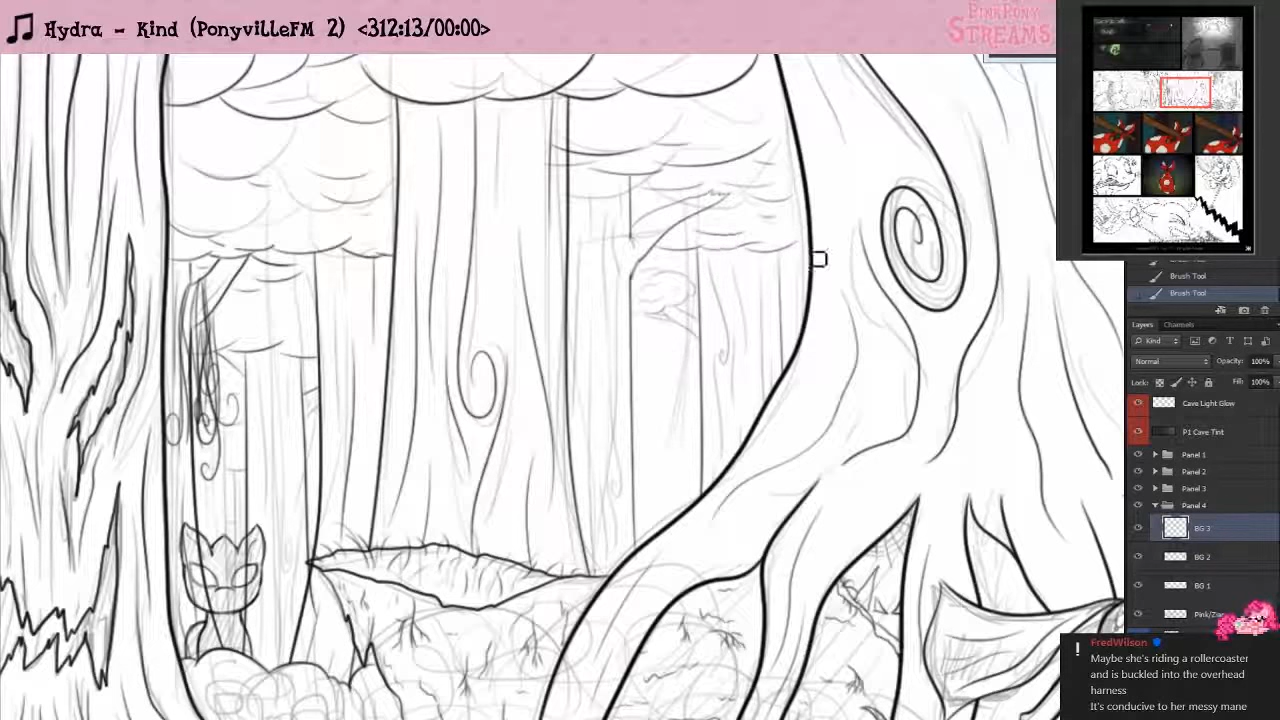 Hydra - Kind (PonyvilleFM 2) <312:13/00:00>
PINKPONY
STREAMS
Brush Tool
Brush Tool
Layers Channels
Kind
Normal Opacity: 100%
Lock: Fill: 100%
Cave Light Glow
P1 Cave Tint
Panel 1
Panel 2
Panel 3
Panel 4
BG 3
BG 2
BG 1
FredWilson
Maybe she's riding a rollercoaster
and is buckled into the overhead
harness
It's conducive to her messy mane